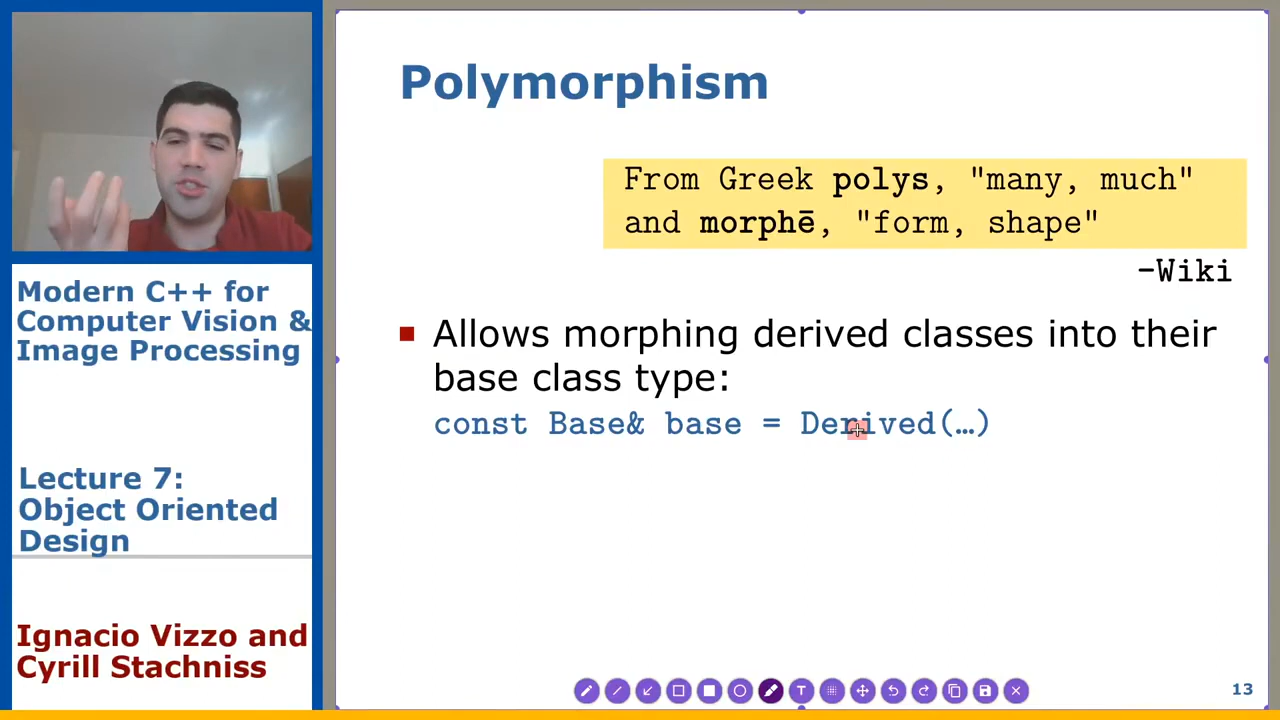 Polymorphism
From Greek polys, "many, much"
and morphē, "form, shape"
-Wiki
Allows morphing derived classes into their
base class type:
const Base& base = Derived(…)
Modern C++ for
Computer Vision &
Image Processing
Lecture 7:
Object Oriented
Design
Ignacio Vizzo and
Cyrill Stachniss
T
13